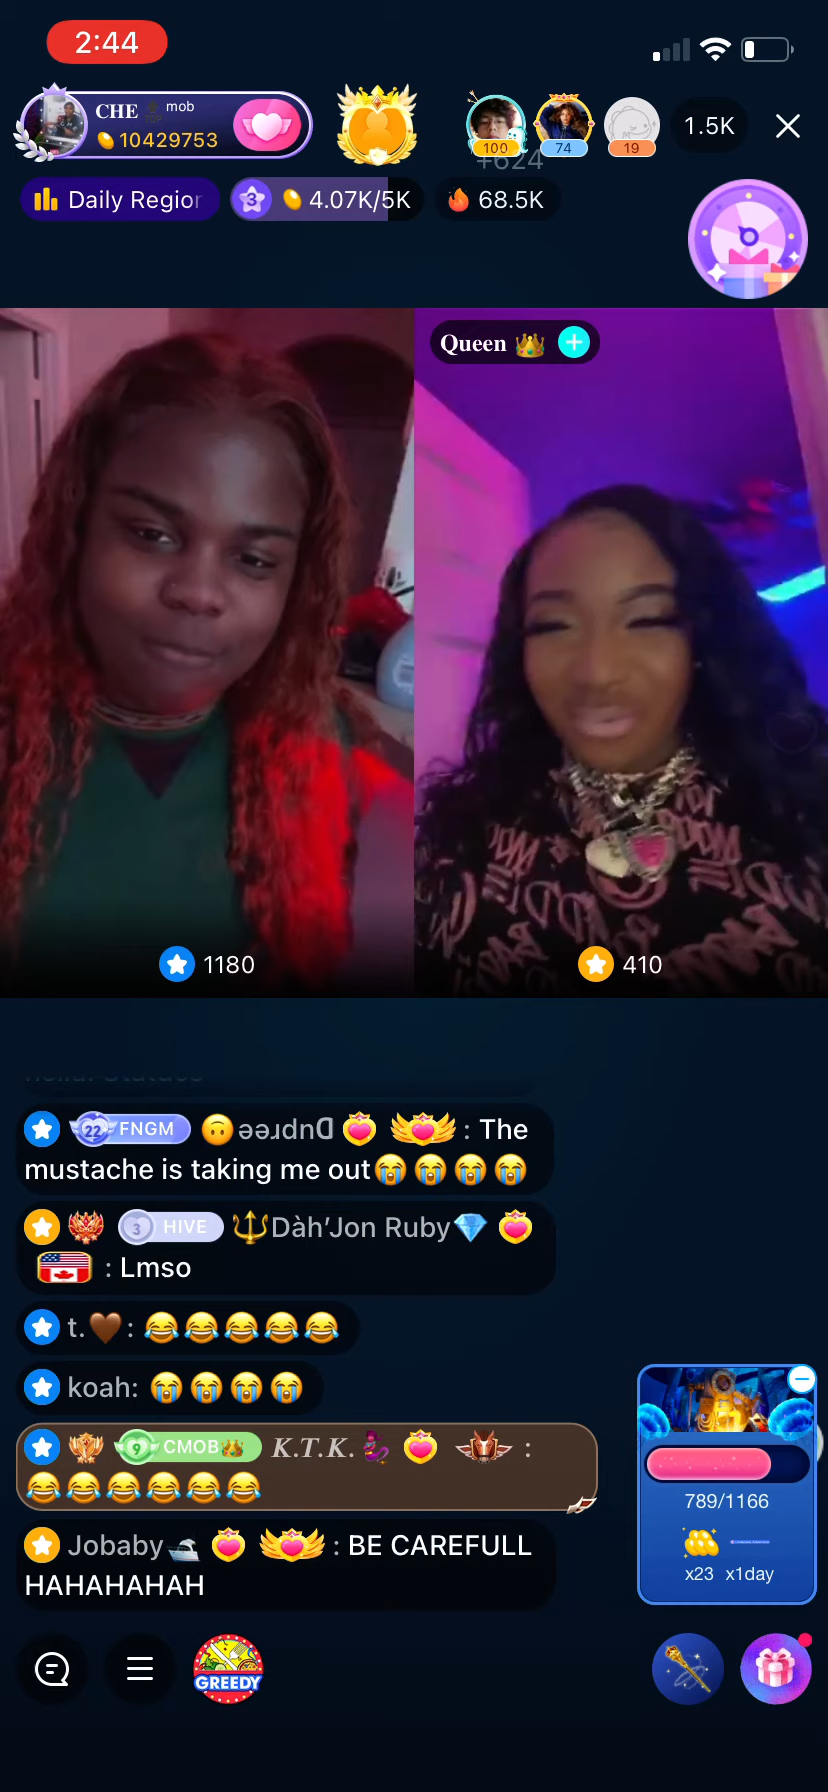 2:44
CHE mob
10429753
100
74
19
1.5K
+624
Daily Region
3 4.07K/5K
68.5K
Queen 👑
1180
410
22 FNGM 🙃ǝǝɹdnᗡ : The
mustache is taking me out😭😭😭😭
3 HIVE 🔱Dàh’Jon Ruby💎
: Lmso
t.🤎: 😂😂😂😂😂
koah: 😭😭😭😭
9 CMOB👑 K.T.K. :
😂😂😂😂😂😂
Jobaby🛥️ : BE CAREFULL
HAHAHAHAH
789/1166
x23 x1day
GREEDY